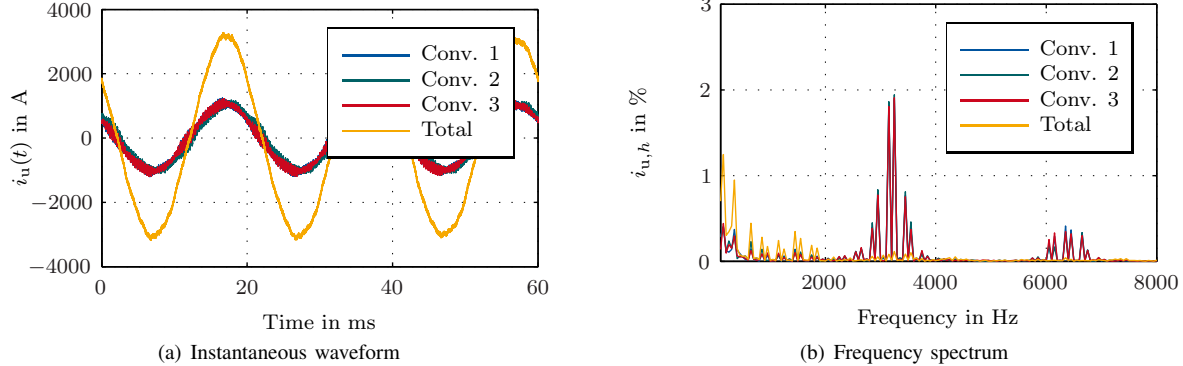 4000
2000
0
−2000
−4000
i_u(t) in A
0
20
40
60
Time in ms
Conv. 1
Conv. 2
Conv. 3
Total
(a) Instantaneous waveform
3
2
1
0
i_u,h in %
2000
4000
6000
8000
Frequency in Hz
Conv. 1
Conv. 2
Conv. 3
Total
(b) Frequency spectrum